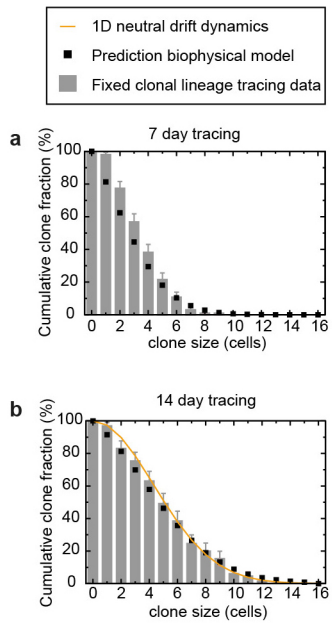 1D neutral drift dynamics
Prediction biophysical model
Fixed clonal lineage tracing data
a
7 day tracing
Cumulative clone fraction (%)
100
80
60
40
20
0
0 2 4 6 8 10 12 14 16
clone size (cells)
b
14 day tracing
Cumulative clone fraction (%)
100
80
60
40
20
0
0 2 4 6 8 10 12 14 16
clone size (cells)